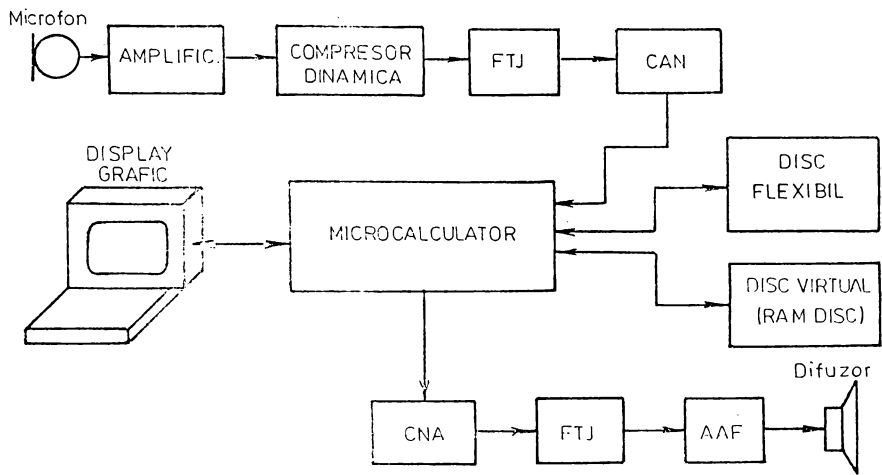 Microfon
AMPLIFIC.
COMPRESOR
DINAMICA
FTJ
CAN
DISPLAY
GRAFIC
MICROCALCULATOR
DISC
FLEXIBIL
DISC VIRTUAL
(RAM DISC)
Difuzor
CNA
FTJ
AAF